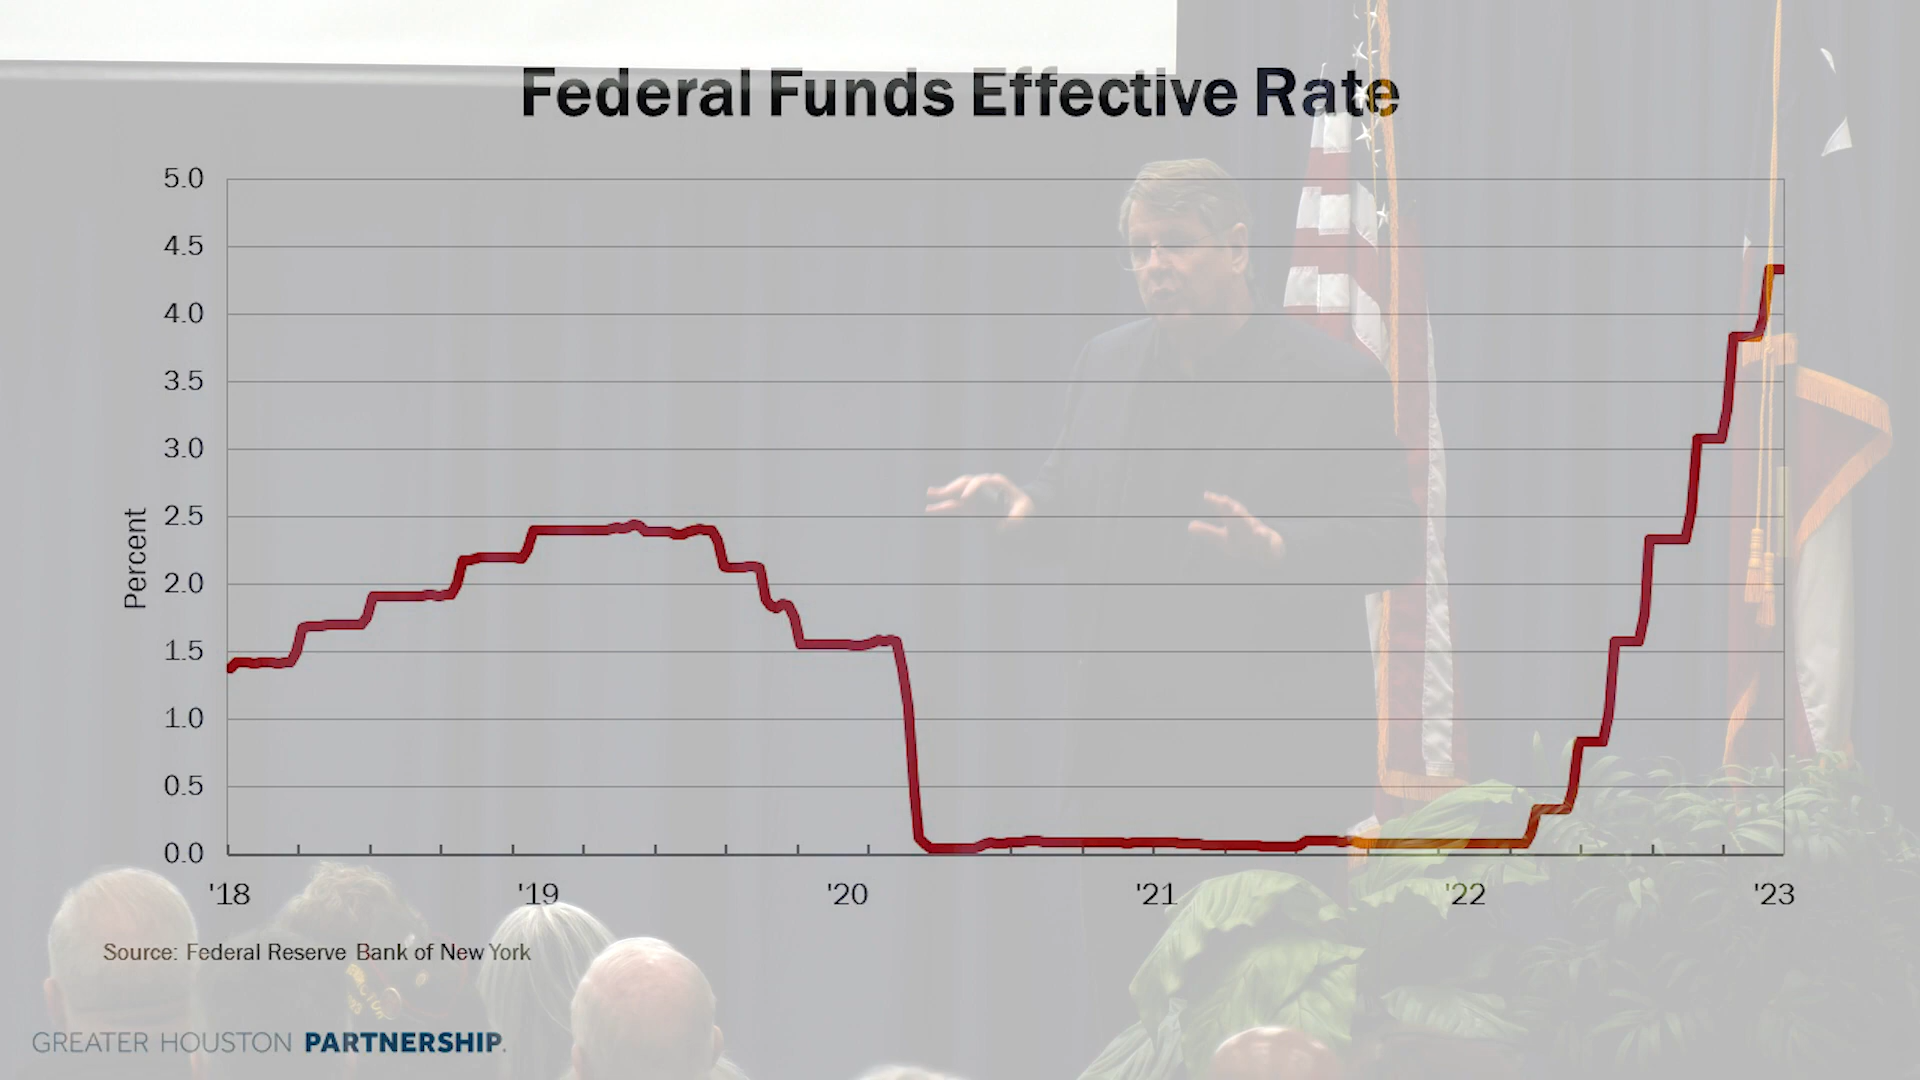 Federal Funds Effective Rate
5.0
4.5
4.0
3.5
3.0
2.5
2.0
1.5
1.0
0.5
0.0
Percent
'18 '19 '20 '21 '22 '23
Source: Federal Reserve Bank of New York
GREATER HOUSTON PARTNERSHIP.